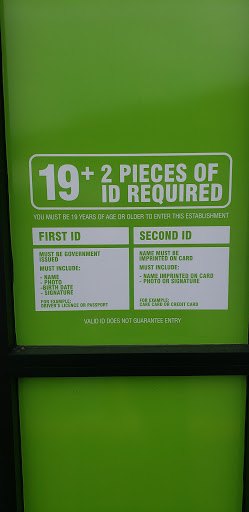 19+ 2 PIECES OF
ID REQUIRED
YOU MUST BE 19 YEARS OF AGE OR OLDER TO ENTER THIS ESTABLISHMENT
FIRST ID
MUST BE GOVERNMENT
ISSUED
MUST INCLUDE:
- NAME
- PHOTO
-BIRTH DATE
- SIGNATURE
FOR EXAMPLE:
DRIVER'S LICENCE OR PASSPORT
SECOND ID
NAME MUST BE
IMPRINTED ON CARD
MUST INCLUDE:
- NAME IMPRINTED ON CARD
- PHOTO OR SIGNATURE
FOR EXAMPLE:
CARE CARD OR CREDIT CARD
VALID ID DOES NOT GUARANTEE ENTRY